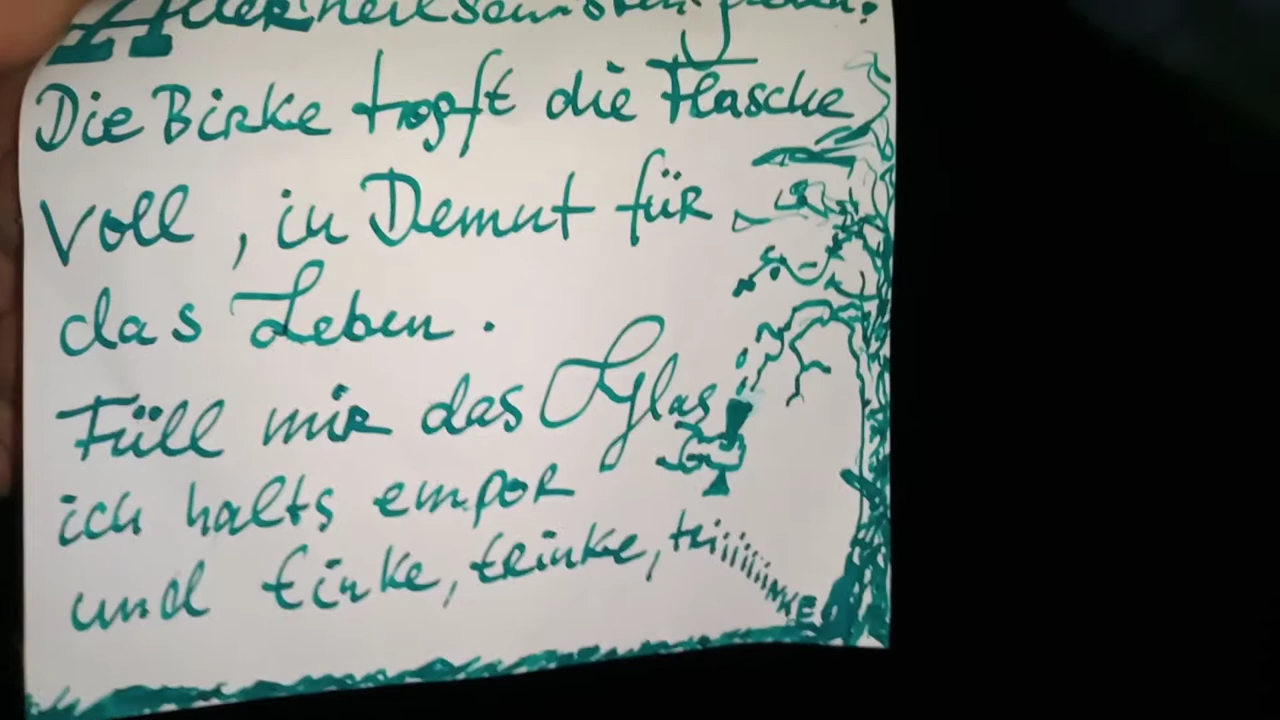 Die Birke tropft die Flasche
Voll, in Demut für
das Leben.
Füll mir das Glas
ich halts empor
und tinke, trinke, triiiiiiiNKE